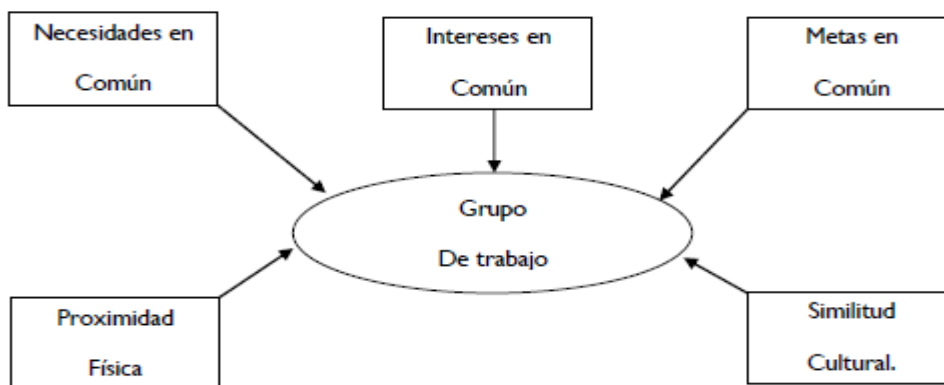 Necesidades en
Común
Intereses en
Común
Metas en
Común
Grupo
De trabajo
Proximidad
Física
Similitud
Cultural.